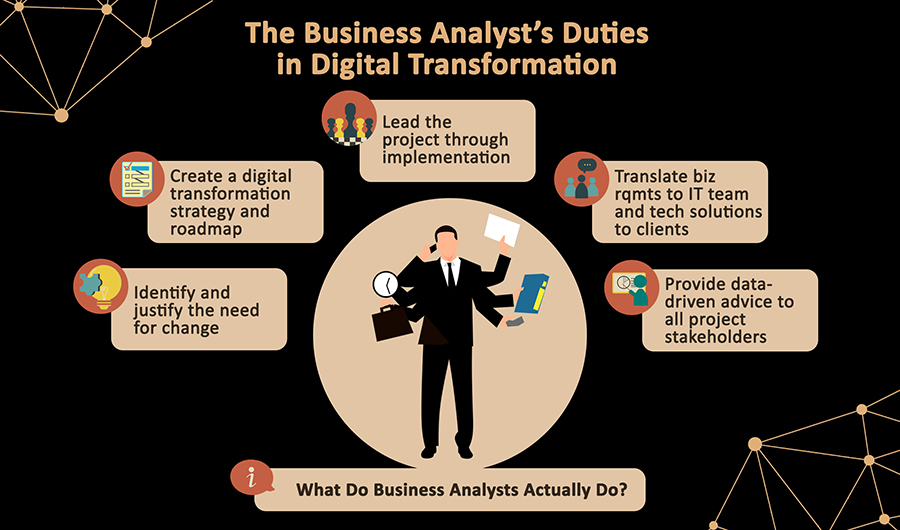 The Business Analyst's Duties
in Digital Transformation
Lead the
project through
implementation
Create a digital
transformation
strategy and
roadmap
Translate biz
rqmts to IT team
and tech solutions
to clients
Identify and
justify the need
for change
Provide data-
driven advice to
all project
stakeholders
i
What Do Business Analysts Actually Do?